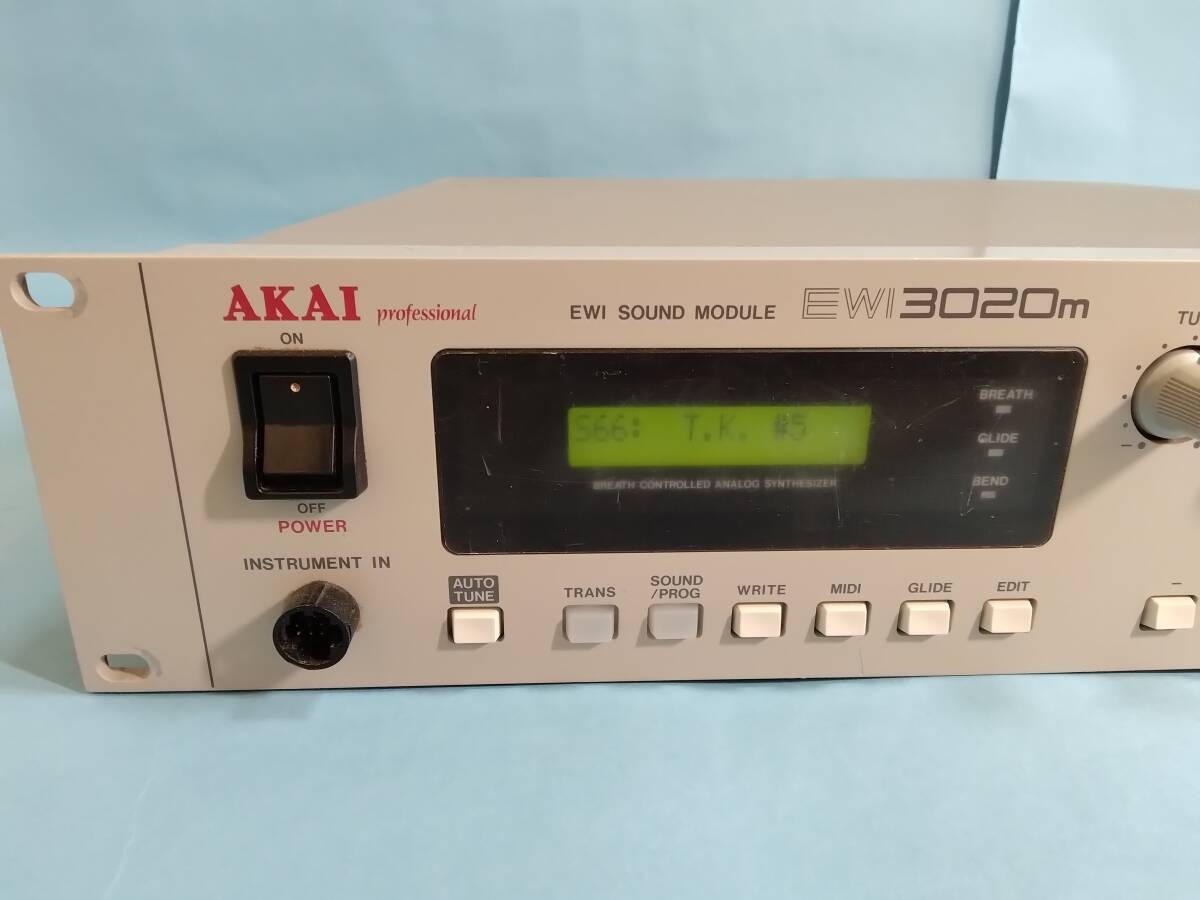 AKAI professional
EWI SOUND MODULE EWI3020m
TU
ON
OFF
POWER
S66: T.K. #5
BREATH CONTROLLED ANALOG SYNTHESIZER
BREATH
GLIDE
BEND
INSTRUMENT IN
AUTO
TUNE
TRANS
SOUND
/PROG
WRITE
MIDI
GLIDE
EDIT